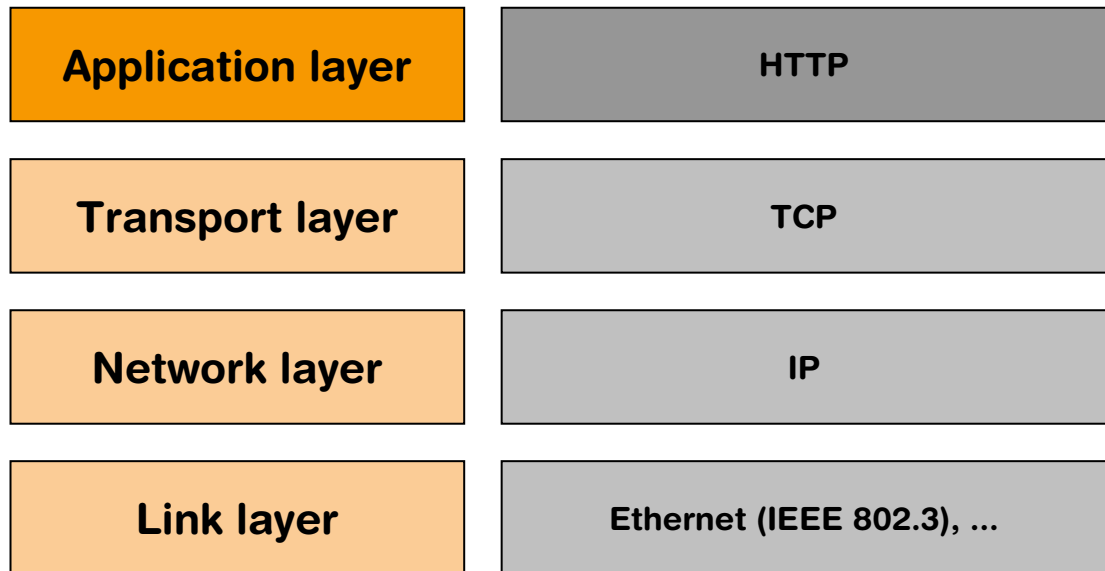 Application layer
HTTP
Transport layer
TCP
Network layer
IP
Link layer
Ethernet (IEEE 802.3), ...